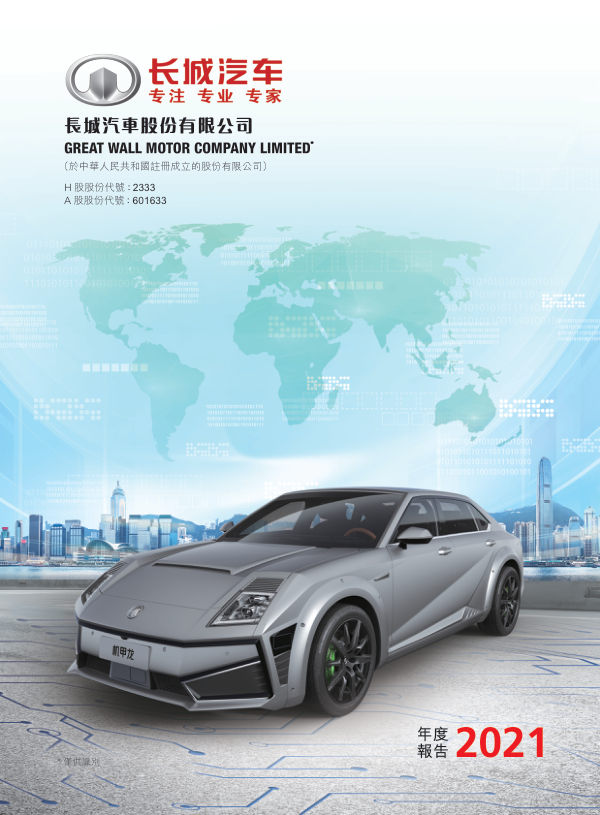 长城汽车
专注 专业 专家
長城汽車股份有限公司
GREAT WALL MOTOR COMPANY LIMITED*
（於中華人民共和國註冊成立的股份有限公司）
H 股股份代號：2333
A 股股份代號：601633
机甲龙
年度
報告 2021
* 僅供識別